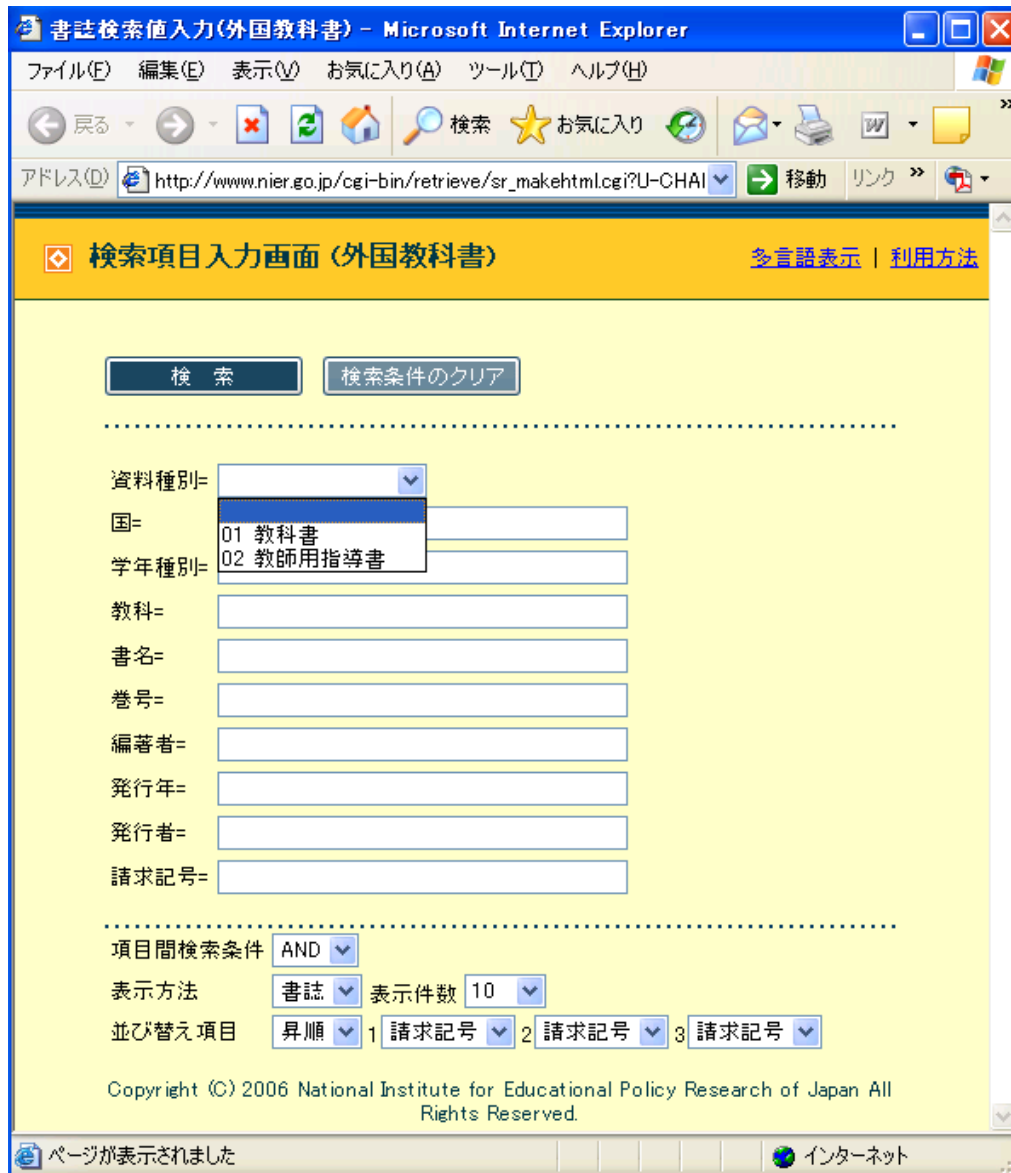 書誌検索値入力(外国教科書) - Microsoft Internet Explorer
ファイル(F) 編集(E) 表示(V) お気に入り(A) ツール(T) ヘルプ(H)
戻る 検索 お気に入り
アドレス(D) http://www.nier.go.jp/cgi-bin/retrieve/sr_makehtml.cgi?U-CHAI 移動 リンク »
検索項目入力画面 (外国教科書) 多言語表示 | 利用方法
検 索 検索条件のクリア
資料種別=
国=
01 教科書
02 教師用指導書
学年種別=
教科=
書名=
巻号=
編著者=
発行年=
発行者=
請求記号=
項目間検索条件 AND
表示方法 書誌 表示件数 10
並び替え項目 昇順 1 請求記号 2 請求記号 3 請求記号
Copyright (C) 2006 National Institute for Educational Policy Research of Japan All
Rights Reserved.
ページが表示されました インターネット